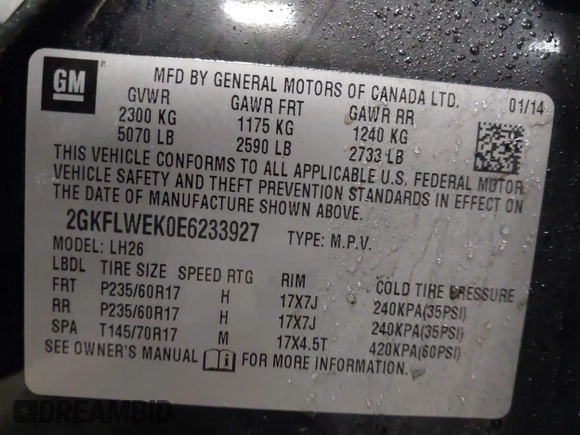 GM ®
MFD BY GENERAL MOTORS OF CANADA LTD. 01/14
GVWR GAWR FRT GAWR RR
2300 KG 1175 KG 1240 KG
5070 LB 2590 LB 2733 LB
THIS VEHICLE CONFORMS TO ALL APPLICABLE U.S. FEDERAL MOTOR
VEHICLE SAFETY AND THEFT PREVENTION STANDARDS IN EFFECT ON
THE DATE OF MANUFACTURE SHOWN ABOVE.
2GKFLWEK0E6233927 TYPE: M.P.V.
MODEL: LH26
LBDL TIRE SIZE SPEED RTG RIM COLD TIRE PRESSURE
FRT P235/60R17 H 17X7J 240KPA(35PSI)
RR P235/60R17 H 17X7J 240KPA(35PSI)
SPA T145/70R17 M 17X4.5T 420KPA(60PSI)
SEE OWNER'S MANUAL FOR MORE INFORMATION.
DREAMBID